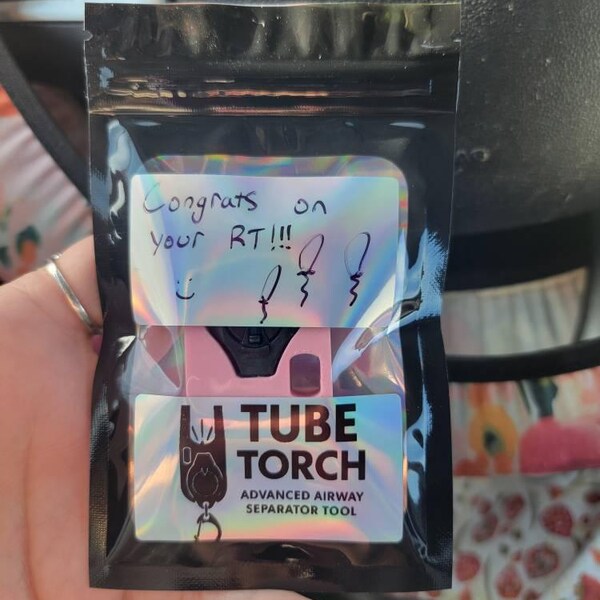 Congrats on
your RT!!!
TUBE
TORCH
ADVANCED AIRWAY
SEPARATOR TOOL